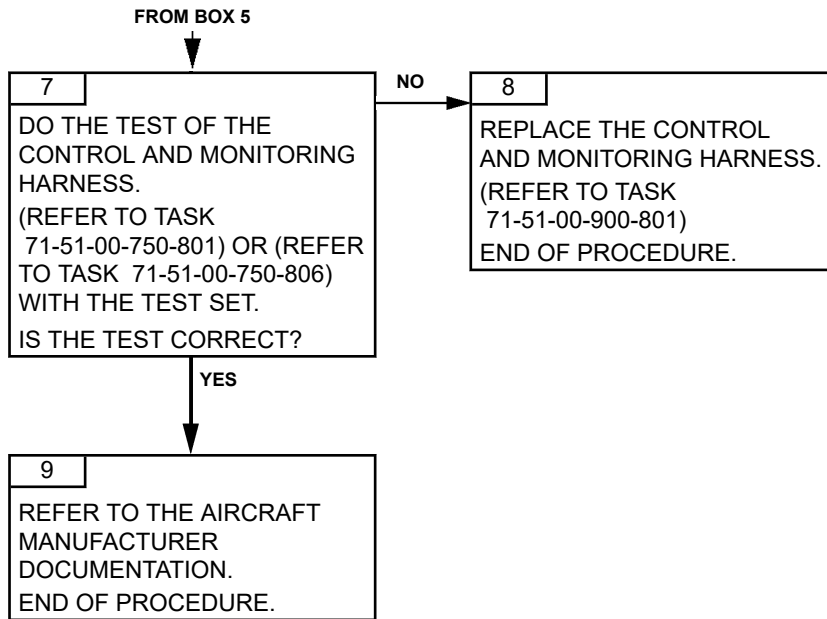 FROM BOX 5
7
DO THE TEST OF THE
CONTROL AND MONITORING
HARNESS.
(REFER TO TASK
71-51-00-750-801) OR (REFER
TO TASK 71-51-00-750-806)
WITH THE TEST SET.
IS THE TEST CORRECT?
NO
8
REPLACE THE CONTROL
AND MONITORING HARNESS.
(REFER TO TASK
71-51-00-900-801)
END OF PROCEDURE.
YES
9
REFER TO THE AIRCRAFT
MANUFACTURER
DOCUMENTATION.
END OF PROCEDURE.